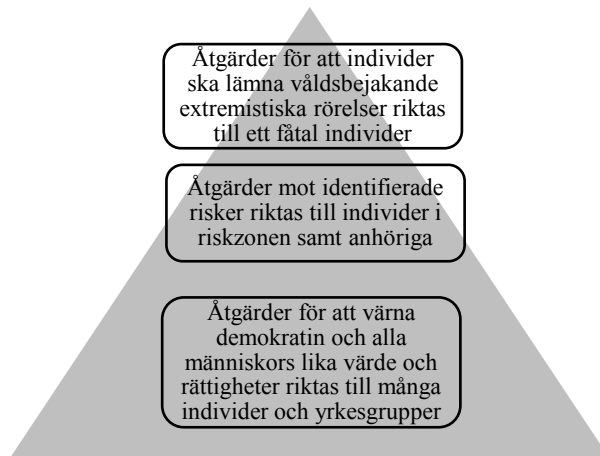 Åtgärder för att individer
ska lämna våldsbejakande
extremistiska rörelser riktas
till ett fåtal individer
Åtgärder mot identifierade
risker riktas till individer i
riskzonen samt anhöriga
Åtgärder för att värna
demokratin och alla
människors lika värde och
rättigheter riktas till många
individer och yrkesgrupper